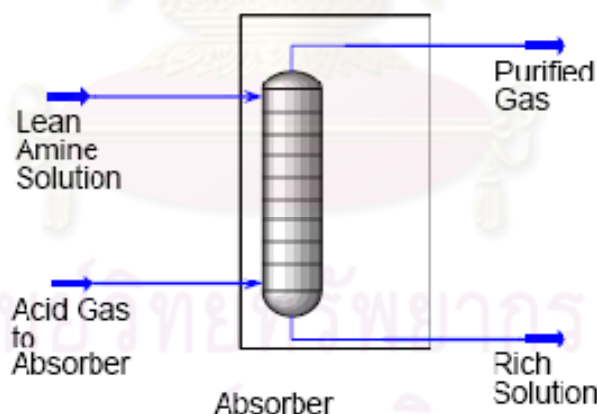 Purified
Gas
Lean
Amine
Solution
Acid Gas
to
Absorber
Rich
Solution
Absorber